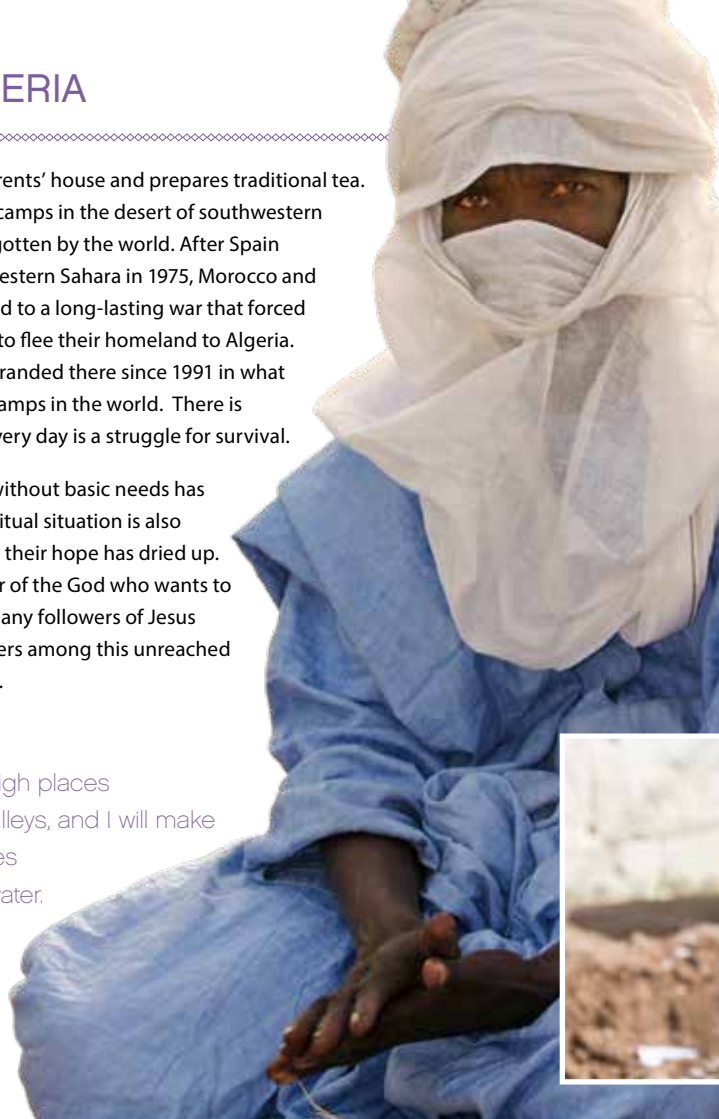 ERIA
rents’ house and prepares traditional tea.
camps in the desert of southwestern
gotten by the world. After Spain
estern Sahara in 1975, Morocco and
d to a long-lasting war that forced
to flee their homeland to Algeria.
randed there since 1991 in what
amps in the world.  There is
very day is a struggle for survival.
without basic needs has
ritual situation is also
their hope has dried up.
r of the God who wants to
any followers of Jesus
ers among this unreached
.
igh places
lleys, and I will make
es
vater.